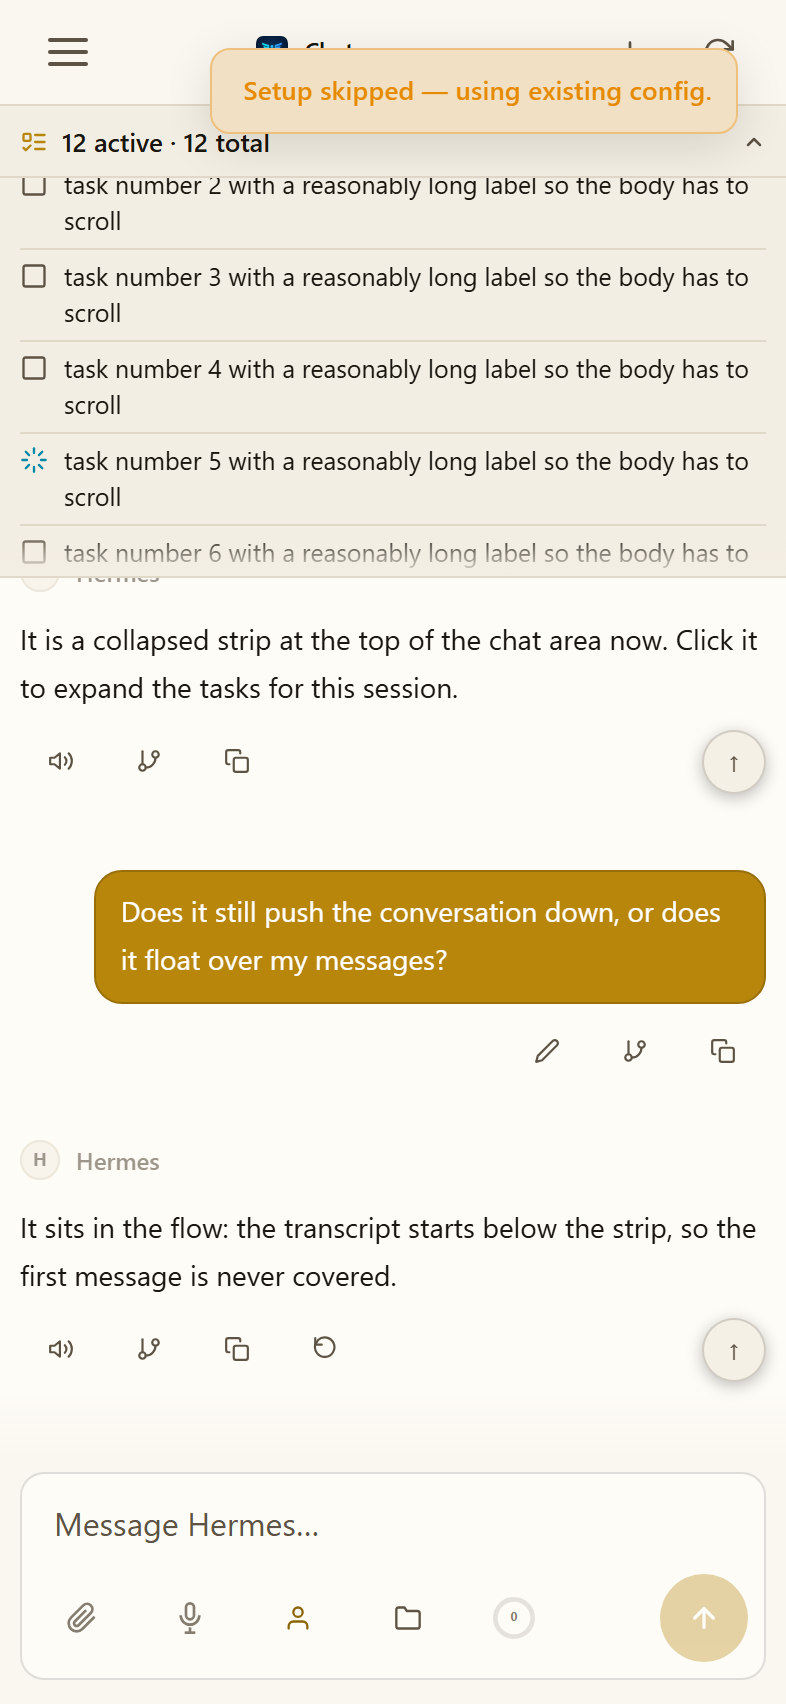 Chat
Setup skipped — using existing config.
12 active · 12 total
task number 2 with a reasonably long label so the body has to
scroll
task number 3 with a reasonably long label so the body has to
scroll
task number 4 with a reasonably long label so the body has to
scroll
task number 5 with a reasonably long label so the body has to
scroll
task number 6 with a reasonably long label so the body has to
Hermes
It is a collapsed strip at the top of the chat area now. Click it
to expand the tasks for this session.
↑
Does it still push the conversation down, or does
it float over my messages?
H Hermes
It sits in the flow: the transcript starts below the strip, so the
first message is never covered.
↑
Message Hermes...
0